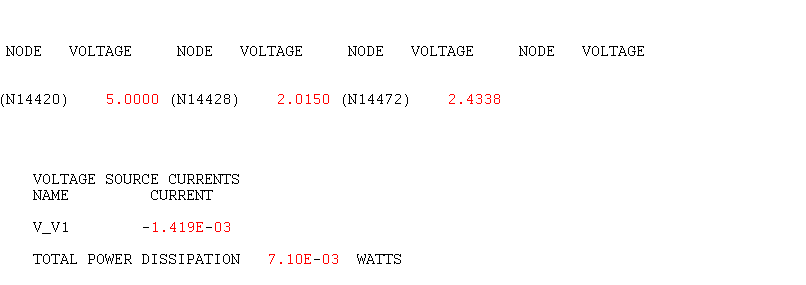 NODE VOLTAGE NODE VOLTAGE NODE VOLTAGE NODE VOLTAGE
(N14420) 5.0000 (N14428) 2.0150 (N14472) 2.4338
VOLTAGE SOURCE CURRENTS
NAME CURRENT
V_V1 -1.419E-03
TOTAL POWER DISSIPATION 7.10E-03 WATTS